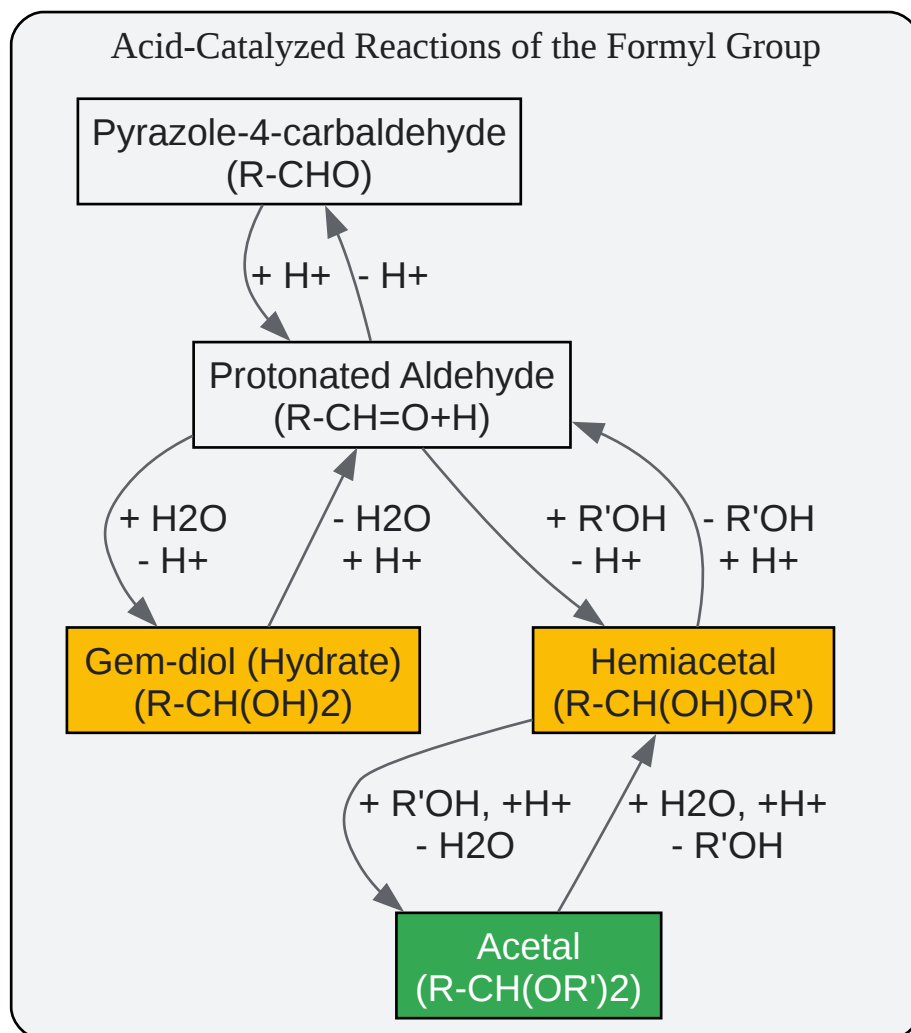 Acid-Catalyzed Reactions of the Formyl Group
Pyrazole-4-carbaldehyde
(R-CHO)
+ H+
- H+
Protonated Aldehyde
(R-CH=O+H)
+ H2O
- H+
- H2O
+ H+
+ R'OH
- H+
- R'OH
+ H+
Gem-diol (Hydrate)
(R-CH(OH)2)
Hemiacetal
(R-CH(OH)OR')
+ R'OH, +H+
- H2O
+ H2O, +H+
- R'OH
Acetal
(R-CH(OR')2)